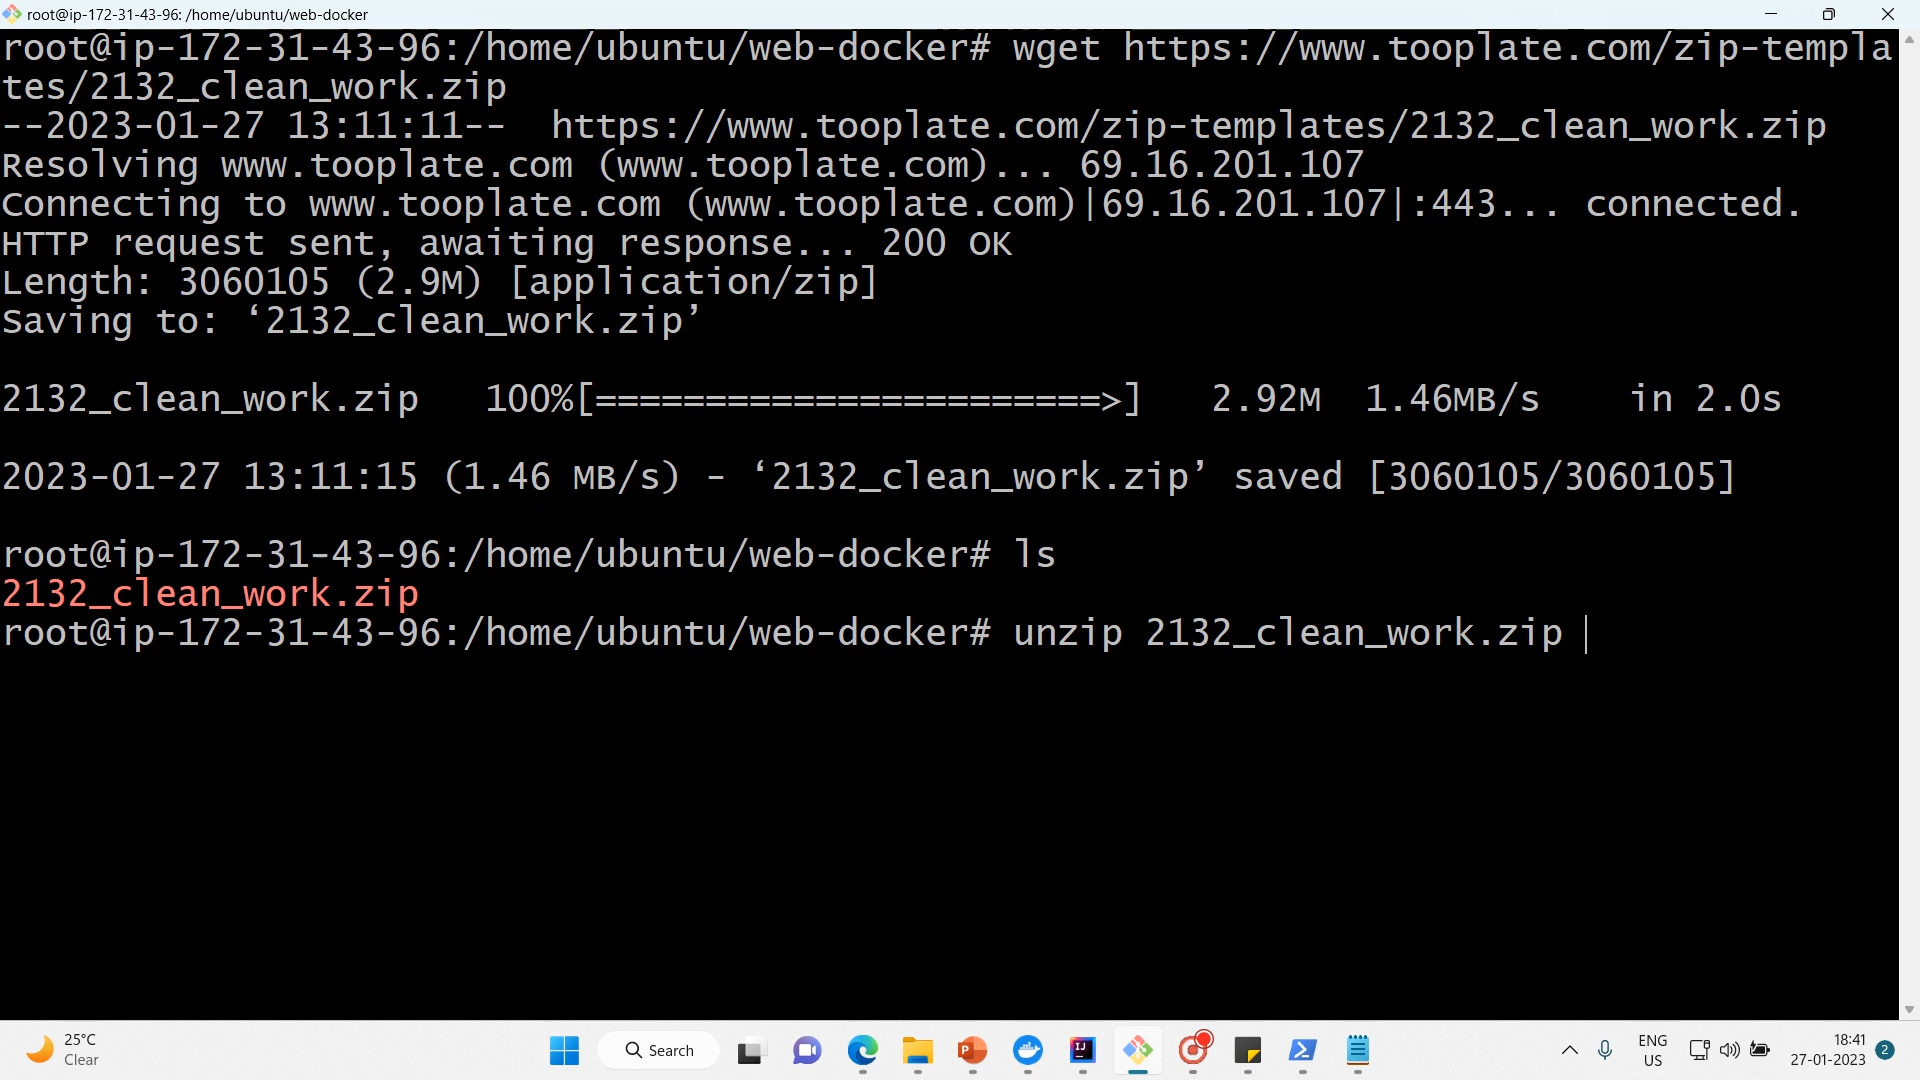 root@ip-172-31-43-96: /home/ubuntu/web-docker
root@ip-172-31-43-96:/home/ubuntu/web-docker# wget https://www.tooplate.com/zip-templa
tes/2132_clean_work.zip
--2023-01-27 13:11:11--  https://www.tooplate.com/zip-templates/2132_clean_work.zip
Resolving www.tooplate.com (www.tooplate.com)... 69.16.201.107
Connecting to www.tooplate.com (www.tooplate.com)|69.16.201.107|:443... connected.
HTTP request sent, awaiting response... 200 OK
Length: 3060105 (2.9M) [application/zip]
Saving to: ‘2132_clean_work.zip’
2132_clean_work.zip   100%[=======================>]   2.92M  1.46MB/s    in 2.0s
2023-01-27 13:11:15 (1.46 MB/s) - ‘2132_clean_work.zip’ saved [3060105/3060105]
root@ip-172-31-43-96:/home/ubuntu/web-docker# ls
2132_clean_work.zip
root@ip-172-31-43-96:/home/ubuntu/web-docker# unzip 2132_clean_work.zip
25°C
Clear
Search
P
IJ
ENG
US
18:41
27-01-2023
2